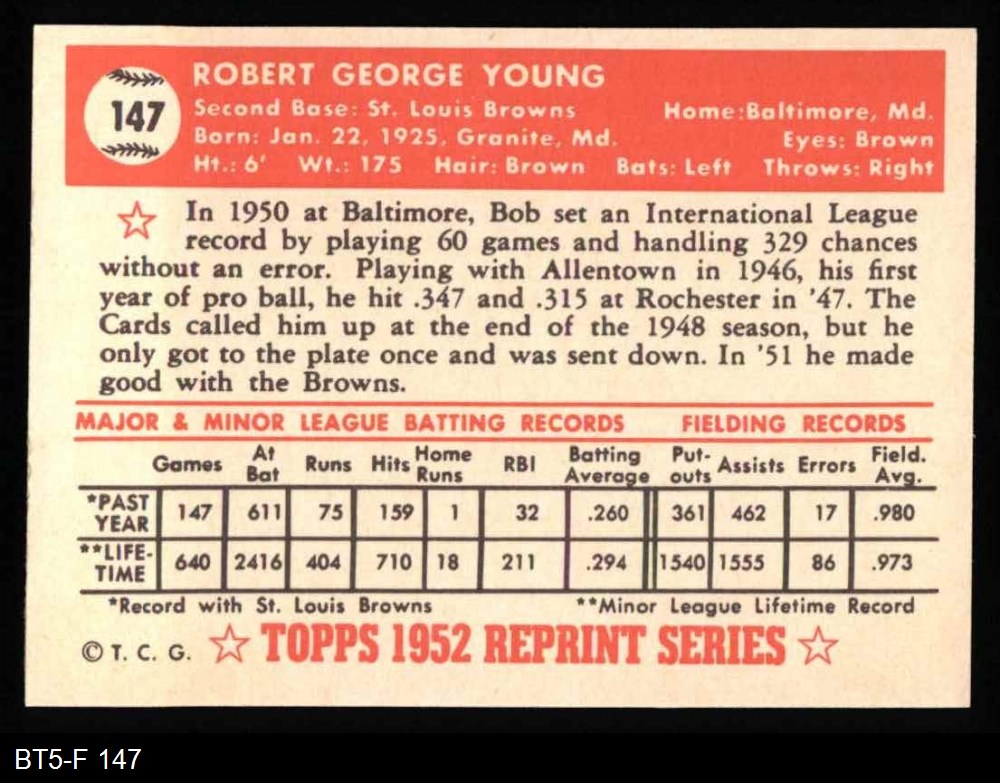 147
ROBERT GEORGE YOUNG
Second Base: St. Louis Browns Home: Baltimore, Md.
Born: Jan. 22, 1925, Granite, Md. Eyes: Brown
Ht.: 6' Wt.: 175 Hair: Brown Bats: Left Throws: Right
In 1950 at Baltimore, Bob set an International League
record by playing 60 games and handling 329 chances
without an error. Playing with Allentown in 1946, his first
year of pro ball, he hit .347 and .315 at Rochester in '47. The
Cards called him up at the end of the 1948 season, but he
only got to the plate once and was sent down. In '51 he made
good with the Browns.
MAJOR & MINOR LEAGUE BATTING RECORDS FIELDING RECORDS
Games At Bat Runs Hits Home Runs RBI Batting Average Put-outs Assists Errors Field. Avg.
*PAST YEAR 147 611 75 159 1 32 .260 361 462 17 .980
**LIFE-TIME 640 2416 404 710 18 211 .294 1540 1555 86 .973
*Record with St. Louis Browns **Minor League Lifetime Record
© T. C. G. ☆ TOPPS 1952 REPRINT SERIES ☆
BT5-F 147